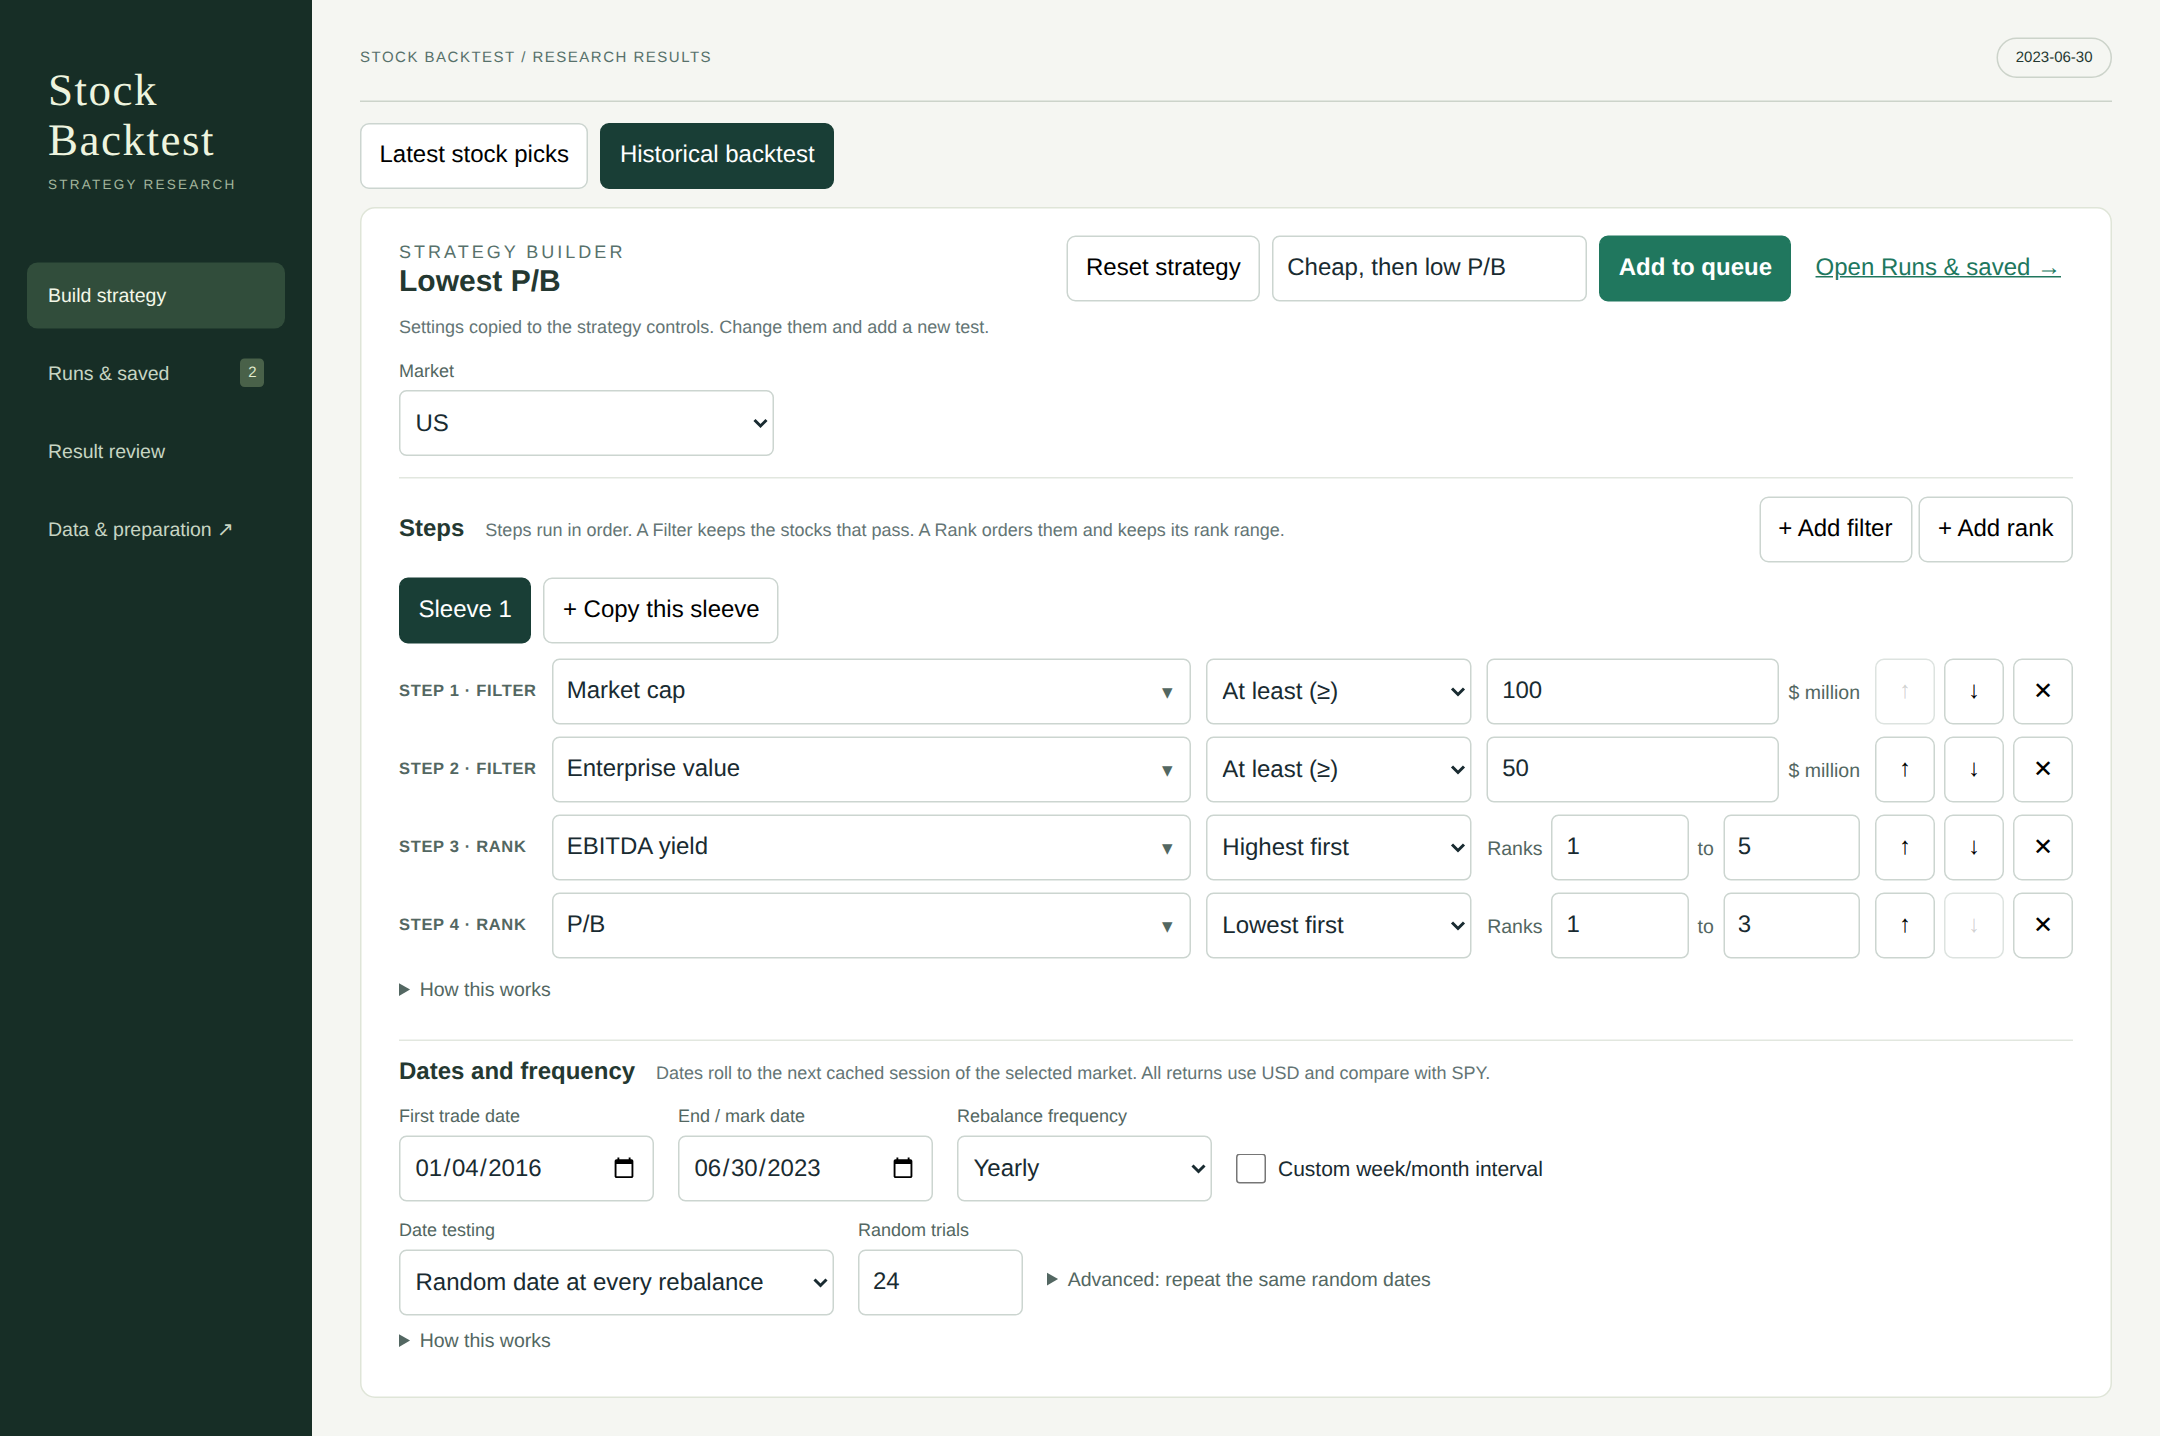 Stock
Backtest
STRATEGY RESEARCH
Build strategy
Runs & saved 2
Result review
Data & preparation ↗
STOCK BACKTEST / RESEARCH RESULTS
2023-06-30
Latest stock picks
Historical backtest
STRATEGY BUILDER
Lowest P/B
Reset strategy
Cheap, then low P/B
Add to queue
Open Runs & saved →
Settings copied to the strategy controls. Change them and add a new test.
Market
US
Steps Steps run in order. A Filter keeps the stocks that pass. A Rank orders them and keeps its rank range.
+ Add filter
+ Add rank
Sleeve 1
+ Copy this sleeve
STEP 1 · FILTER Market cap ▼ At least (≥) 100 $ million ↑ ↓ ✕
STEP 2 · FILTER Enterprise value ▼ At least (≥) 50 $ million ↑ ↓ ✕
STEP 3 · RANK EBITDA yield ▼ Highest first Ranks 1 to 5 ↑ ↓ ✕
STEP 4 · RANK P/B ▼ Lowest first Ranks 1 to 3 ↑ ↓ ✕
▶ How this works
Dates and frequency Dates roll to the next cached session of the selected market. All returns use USD and compare with SPY.
First trade date End / mark date Rebalance frequency
01/04/2016 06/30/2023 Yearly Custom week/month interval
Date testing Random trials
Random date at every rebalance 24 ▶ Advanced: repeat the same random dates
▶ How this works